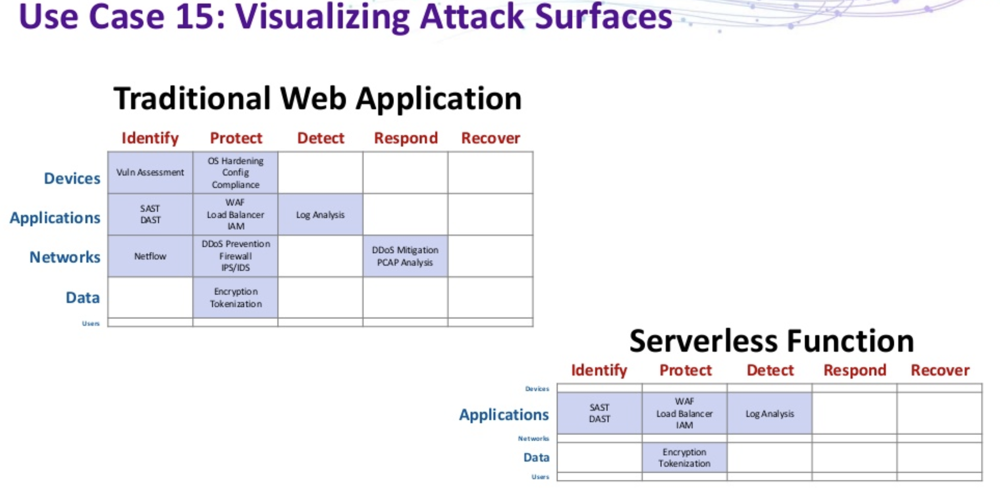 Use Case 15: Visualizing Attack Surfaces
Traditional Web Application
Identify Protect Detect Respond Recover
Devices
Vuln Assessment
OS Hardening
Config
Compliance
Applications
SAST
DAST
WAF
Load Balancer
IAM
Log Analysis
Networks
Netflow
DDoS Prevention
Firewall
IPS/IDS
DDoS Mitigation
PCAP Analysis
Data
Encryption
Tokenization
Users
Serverless Function
Identify Protect Detect Respond Recover
Devices
Applications
SAST
DAST
WAF
Load Balancer
IAM
Log Analysis
Networks
Data
Encryption
Tokenization
Users